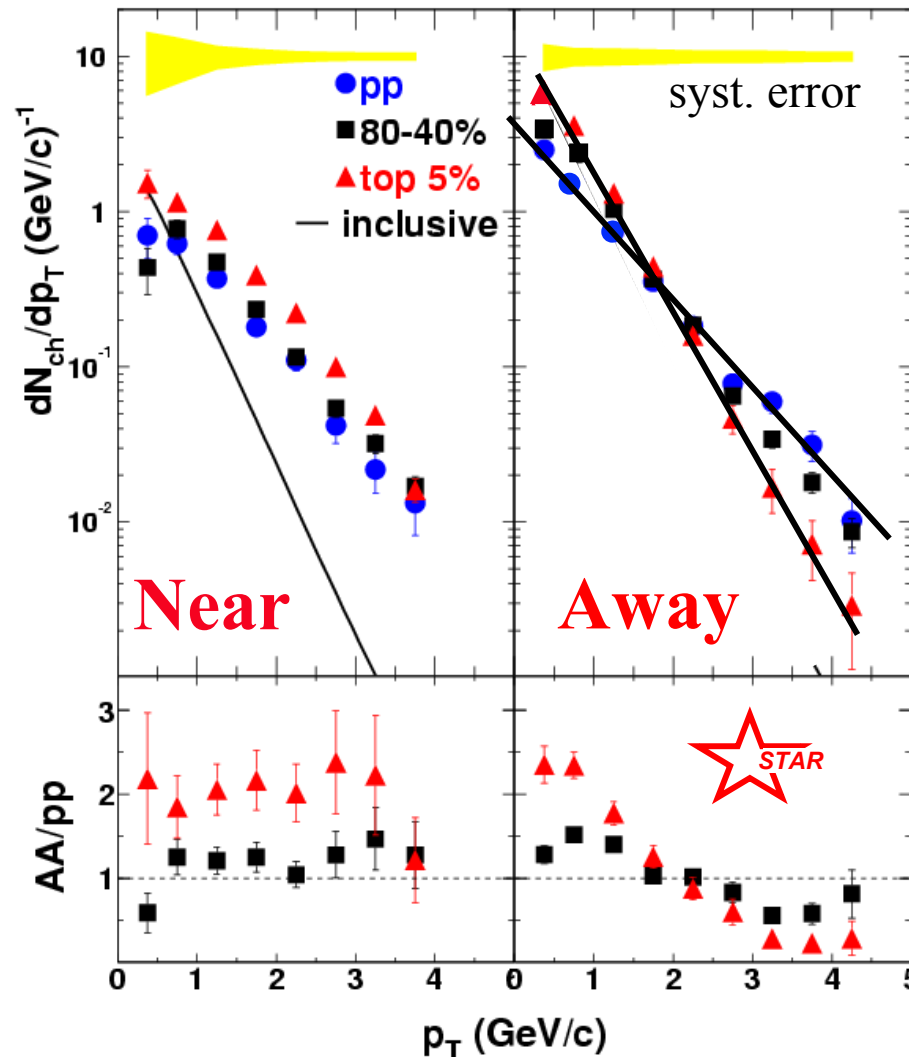 10
1
10⁻¹
10⁻²
dN_ch/dp_T (GeV/c)⁻¹
pp
80-40%
top 5%
inclusive
Near
syst. error
Away
3
2
1
AA/pp
STAR
0 1 2 3 4 0 1 2 3 4 5
p_T (GeV/c)